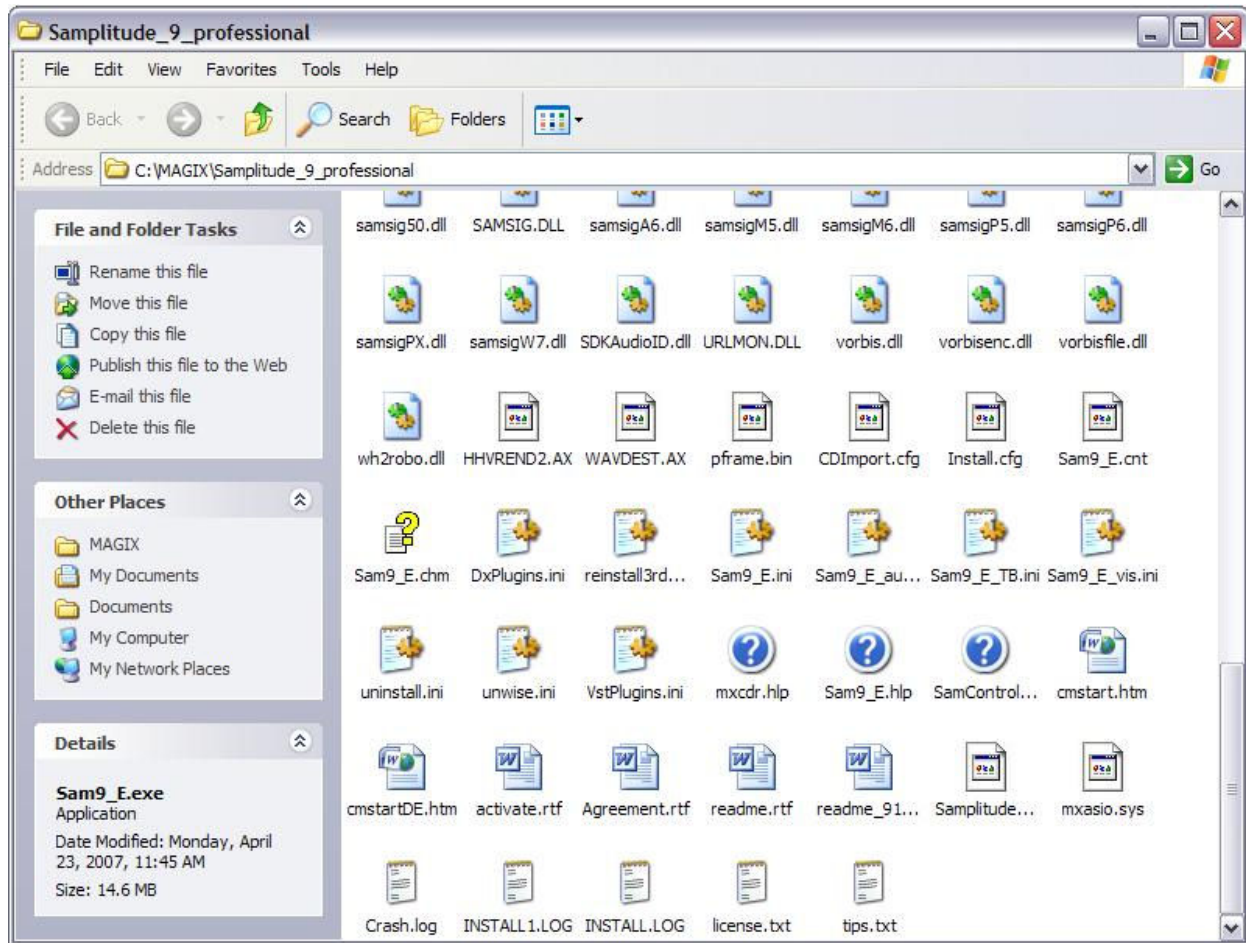 Samplitude_9_professional
File Edit View Favorites Tools Help
Back Search Folders
Address C:\MAGIX\Samplitude_9_professional Go
File and Folder Tasks
Rename this file
Move this file
Copy this file
Publish this file to the Web
E-mail this file
Delete this file
Other Places
MAGIX
My Documents
Documents
My Computer
My Network Places
Details
Sam9_E.exe
Application
Date Modified: Monday, April
23, 2007, 11:45 AM
Size: 14.6 MB
samsig50.dll SAMSIG.DLL samsigA6.dll samsigM5.dll samsigM6.dll samsigP5.dll samsigP6.dll
samsigPX.dll samsigW7.dll SDKAudioID.dll URLMON.DLL vorbis.dll vorbisenc.dll vorbisfile.dll
wh2robo.dll HHVREND2.AX WAVDEST.AX pframe.bin CDImport.cfg Install.cfg Sam9_E.cnt
Sam9_E.chm DxPlugins.ini reinstall3rd... Sam9_E.ini Sam9_E_au... Sam9_E_TB.ini Sam9_E_vis.ini
uninstall.ini unwise.ini VstPlugins.ini mxcdr.hlp Sam9_E.hlp SamControl... cmstart.htm
cmstartDE.htm activate.rtf Agreement.rtf readme.rtf readme_91... Samplitude... mxasio.sys
Crash.log INSTALL1.LOG INSTALL.LOG license.txt tips.txt